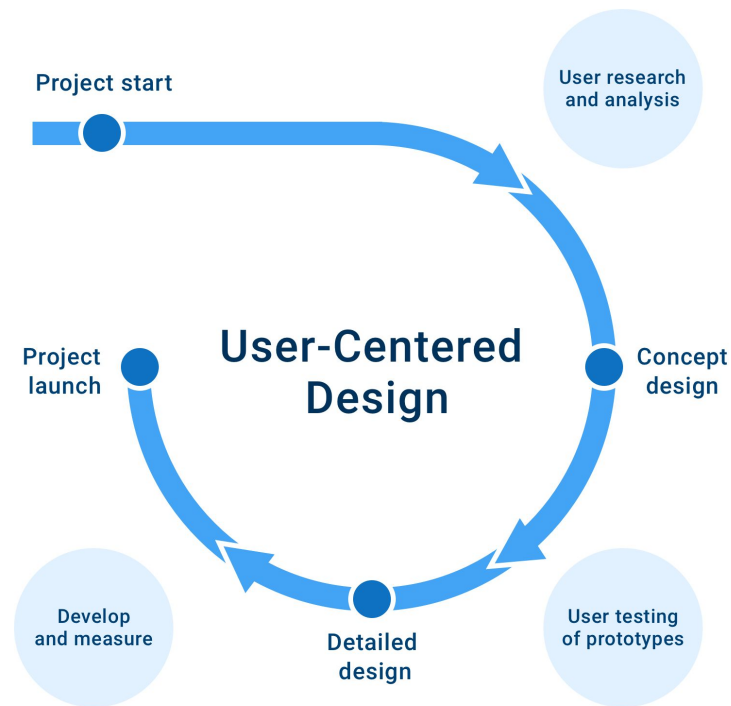 Project start
User research
and analysis
User-Centered
Design
Project
launch
Concept
design
Develop
and measure
Detailed
design
User testing
of prototypes